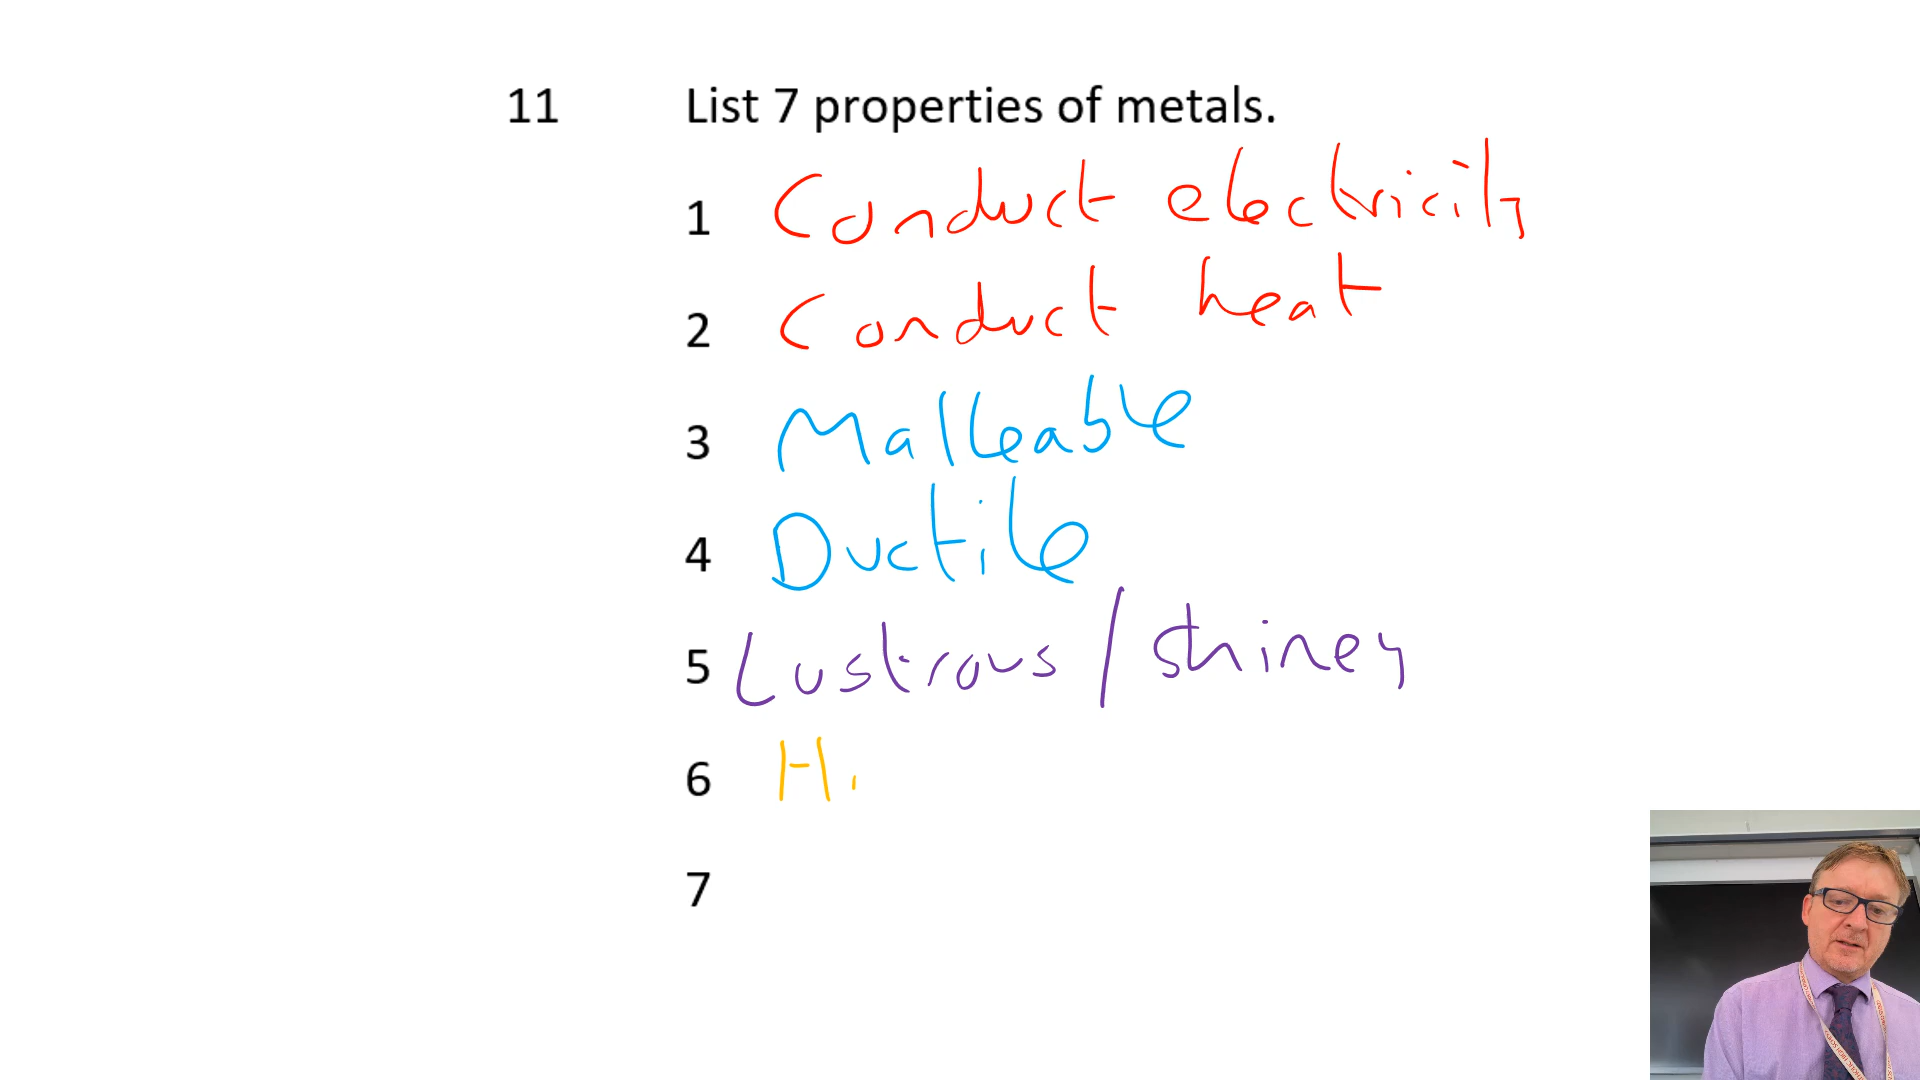 11 List 7 properties of metals.
1 Conduct electricity
2 Conduct heat
3 Malleable
4 Ductile
5 Lustrous / shiney
6 Hi
7